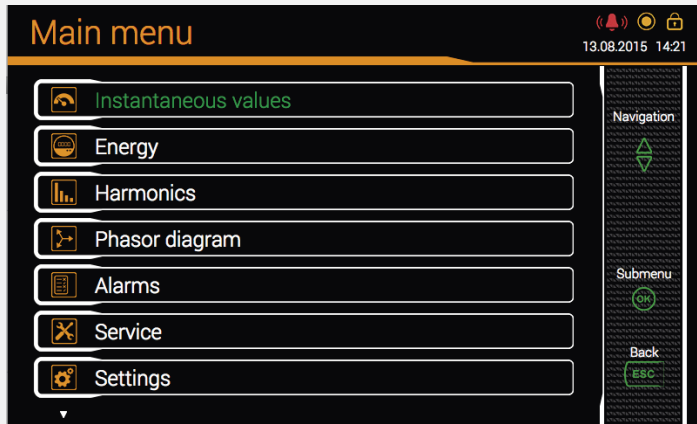 Main menu
13.08.2015 14:21
Instantaneous values
Energy
Harmonics
Phasor diagram
Alarms
Service
Settings
Navigation
Submenu
OK
Back
ESC